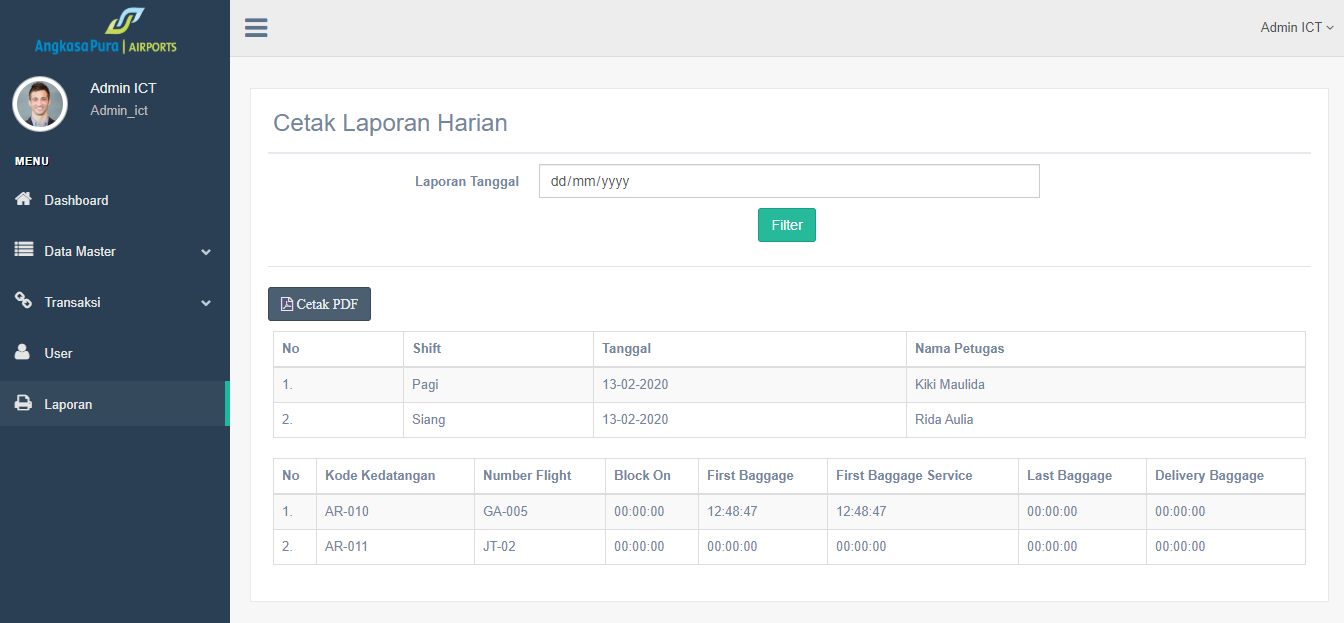 AngkasaPura | AIRPORTS
Admin ICT
Admin ICT
Admin_ict
MENU
Dashboard
Data Master
Transaksi
User
Laporan
Cetak Laporan Harian
Laporan Tanggal dd/mm/yyyy
Filter
Cetak PDF
No Shift Tanggal Nama Petugas
1. Pagi 13-02-2020 Kiki Maulida
2. Siang 13-02-2020 Rida Aulia
No Kode Kedatangan Number Flight Block On First Baggage First Baggage Service Last Baggage Delivery Baggage
1. AR-010 GA-005 00:00:00 12:48:47 12:48:47 00:00:00 00:00:00
2. AR-011 JT-02 00:00:00 00:00:00 00:00:00 00:00:00 00:00:00